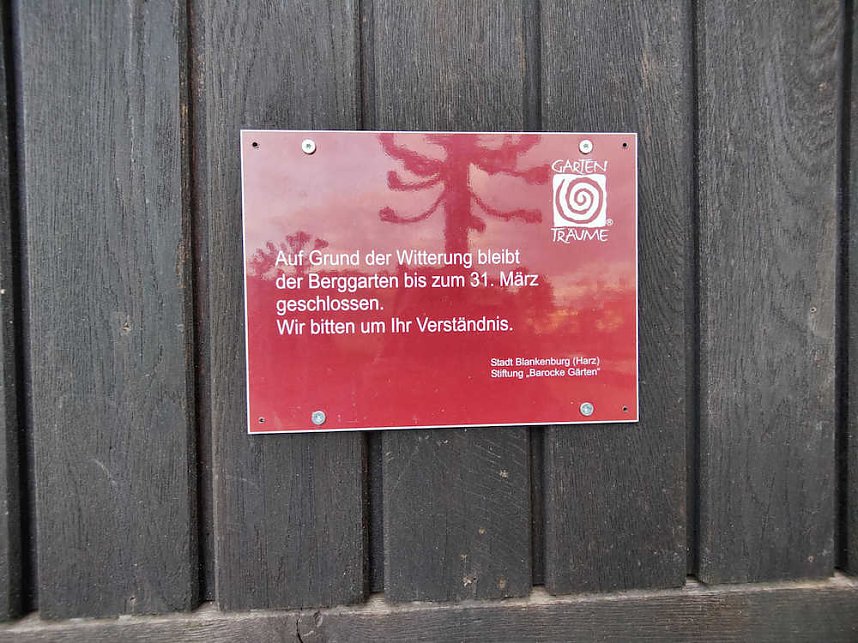 GARTEN
TRÄUME
®
Auf Grund der Witterung bleibt
der Berggarten bis zum 31. März
geschlossen.
Wir bitten um Ihr Verständnis.
Stadt Blankenburg (Harz)
Stiftung „Barocke Gärten"